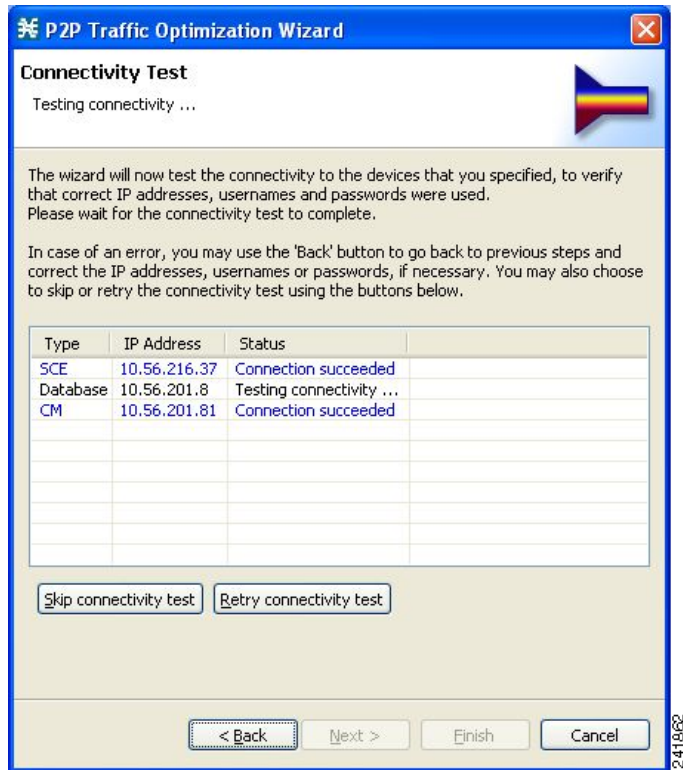 P2P Traffic Optimization Wizard
Connectivity Test
Testing connectivity ...
The wizard will now test the connectivity to the devices that you specified, to verify
that correct IP addresses, usernames and passwords were used.
Please wait for the connectivity test to complete.
In case of an error, you may use the 'Back' button to go back to previous steps and
correct the IP addresses, usernames or passwords, if necessary. You may also choose
to skip or retry the connectivity test using the buttons below.
Type IP Address Status
SCE 10.56.216.37 Connection succeeded
Database 10.56.201.8 Testing connectivity ...
CM 10.56.201.81 Connection succeeded
Skip connectivity test Retry connectivity test
< Back Next > Finish Cancel
241862